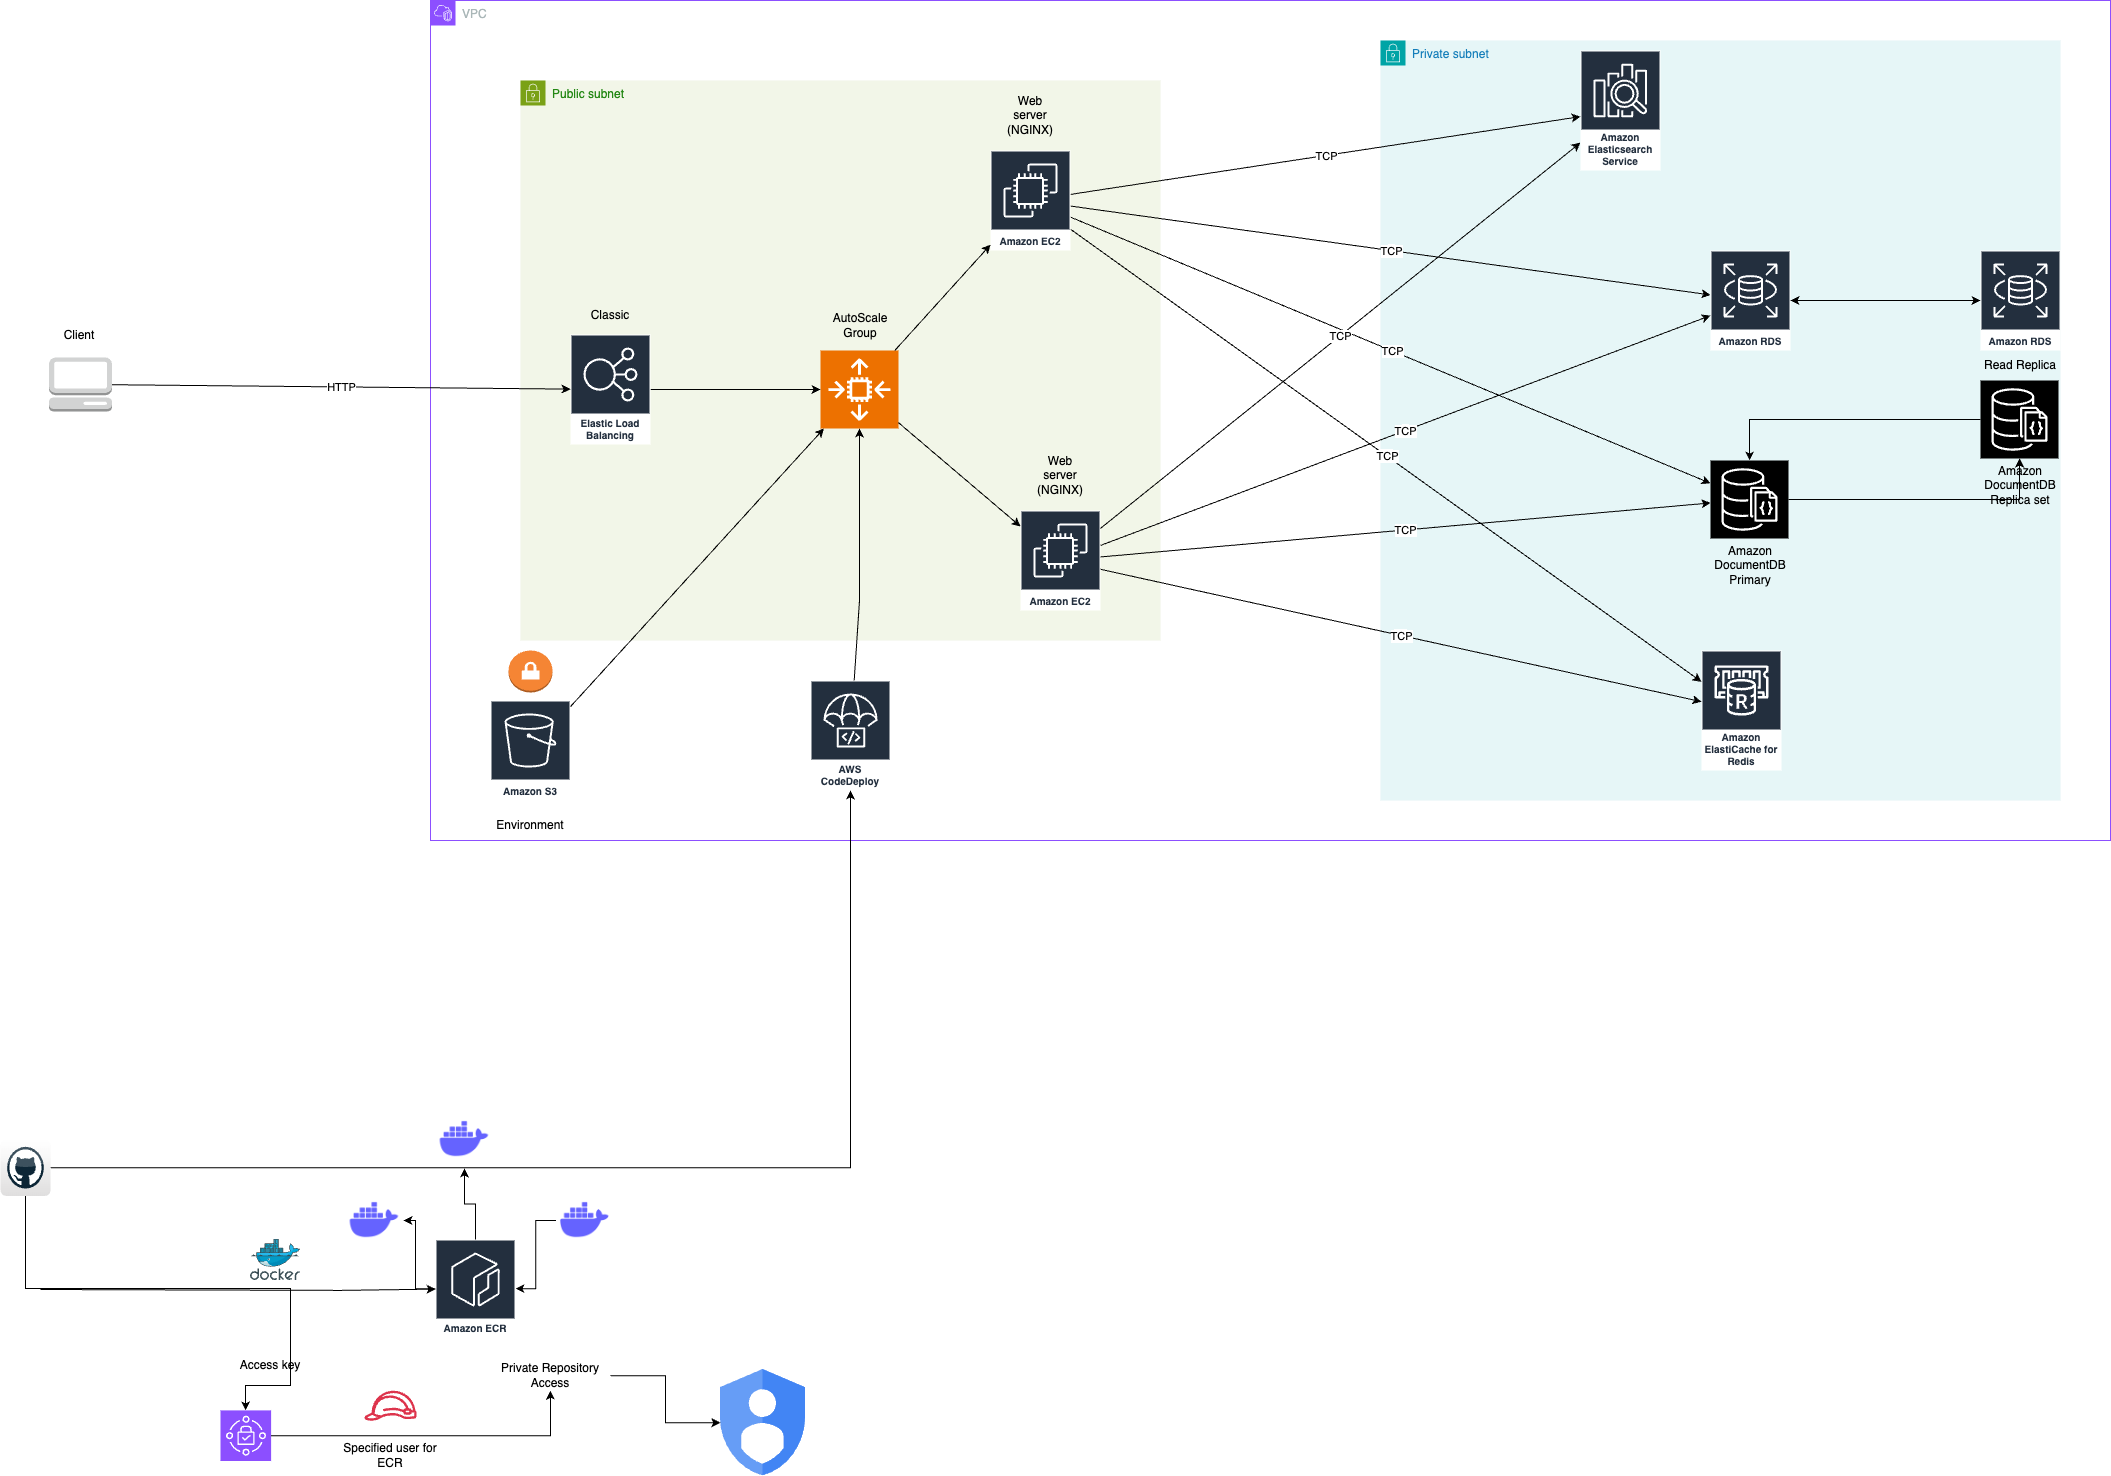 VPC
Private subnet
Public subnet
Web
server
(NGINX)
Amazon EC2
Amazon
Elasticsearch
Service
TCP
TCP
Amazon RDS
Amazon RDS
Read Replica
Client
HTTP
Classic
Elastic Load
Balancing
AutoScale
Group
TCP
TCP
TCP
TCP
TCP
TCP
Web
server
(NGINX)
Amazon EC2
Amazon
DocumentDB
Replica set
Amazon
DocumentDB
Primary
R
Amazon
ElastiCache for
Redis
Amazon S3
Environment
</>
AWS
CodeDeploy
docker
Amazon ECR
Access key
Specified user for
ECR
Private Repository
Access